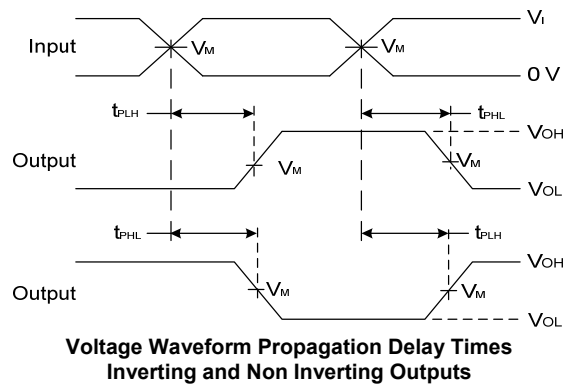 VI
Input VM VM
0 V
tPLH tPHL
VOH
Output VM VM
VOL
tPHL tPLH
VOH
Output VM VM
VOL
Voltage Waveform Propagation Delay Times
Inverting and Non Inverting Outputs